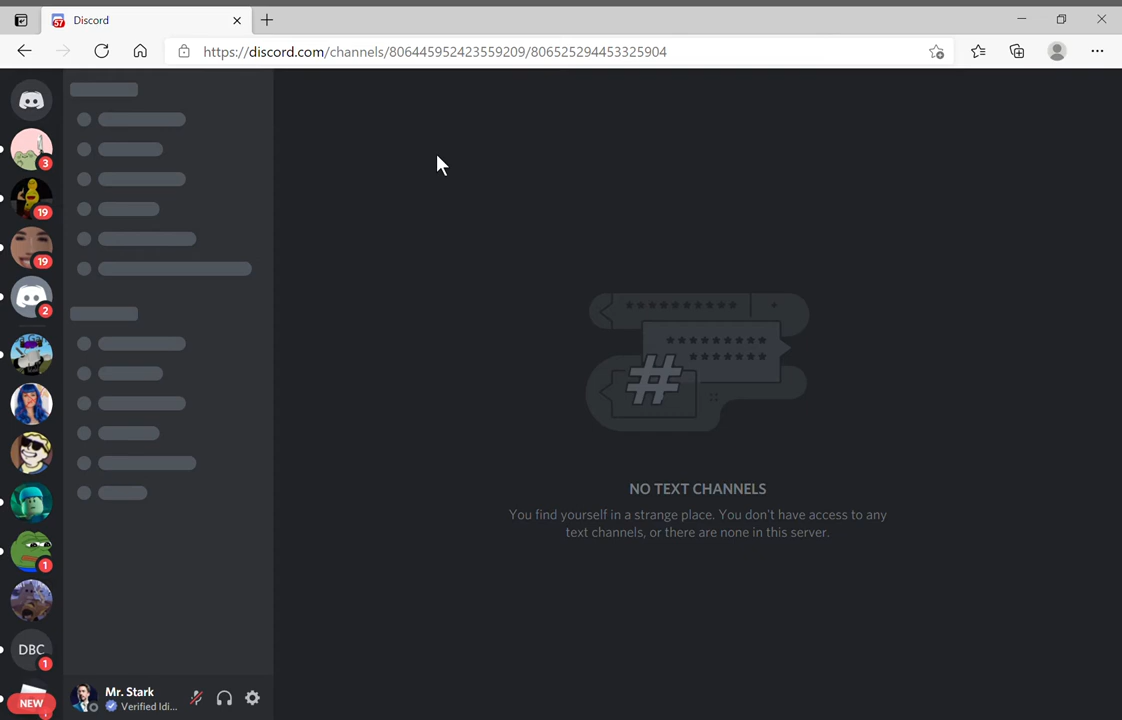 57
Discord
https://discord.com/channels/806445952423559209/806525294453325904
3
19
19
2
1
DBC
1
NEW
NO TEXT CHANNELS
You find yourself in a strange place. You don't have access to any
text channels, or there are none in this server.
Mr. Stark
Verified Idi...